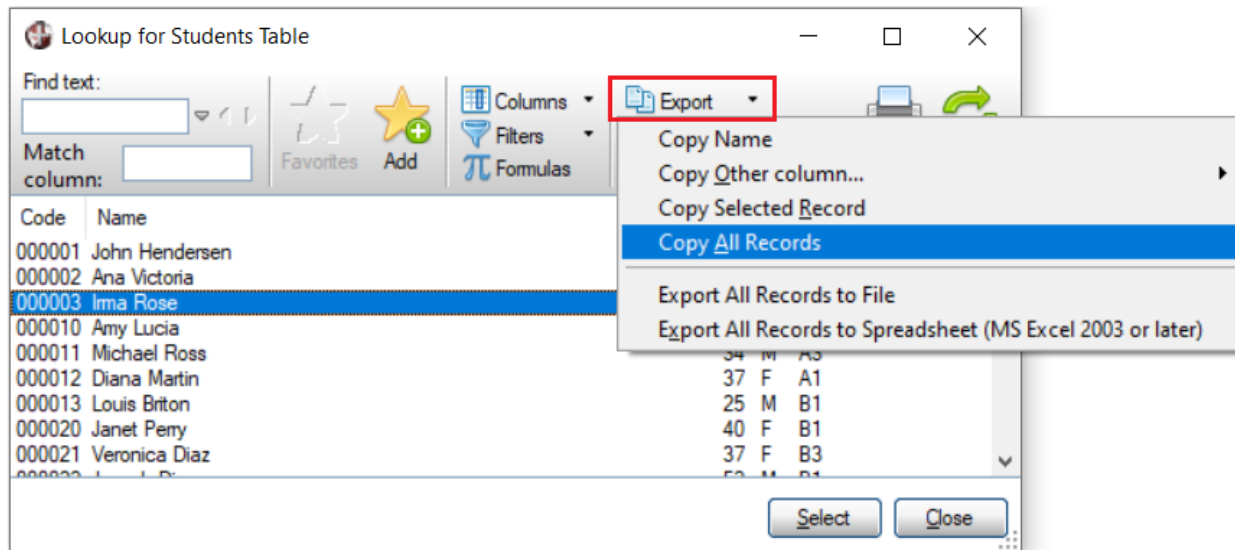 Lookup for Students Table
Find text:
Match column:
Favorites
Add
Columns
Filters
Formulas
Export
Copy Name
Copy Other column...
Copy Selected Record
Copy All Records
Export All Records to File
Export All Records to Spreadsheet (MS Excel 2003 or later)
Code Name
000001 John Hendersen
000002 Ana Victoria
000003 Irma Rose
000010 Amy Lucia
000011 Michael Ross 34 M A3
000012 Diana Martin 37 F A1
000013 Louis Briton 25 M B1
000020 Janet Perry 40 F B1
000021 Veronica Diaz 37 F B3
Select Close